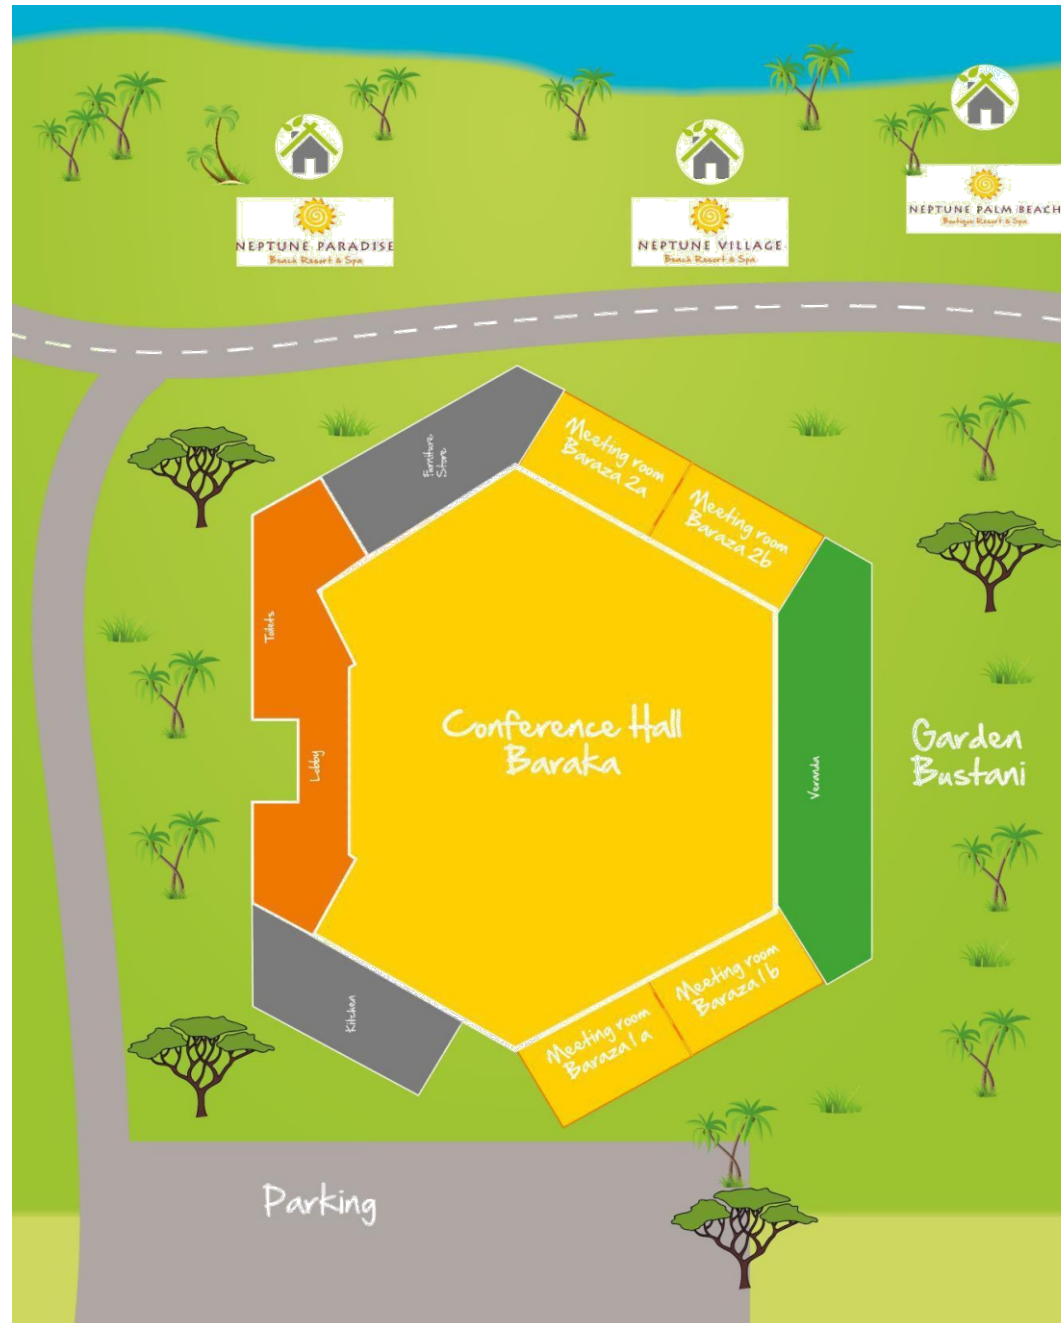 NEPTUNE PARADISE
Beach Resort & Spa
NEPTUNE VILLAGE
Beach Resort & Spa
NEPTUNE PALM BEACH
Boutique Resort & Spa
Furniture
Store
Meeting room
Baraza 2a
Meeting room
Baraza 2b
Toilets
Lobby
Conference Hall
Baraka
Veranda
Garden
Bustani
Kitchen
Meeting room
Baraza 1a
Meeting room
Baraza 1b
Parking